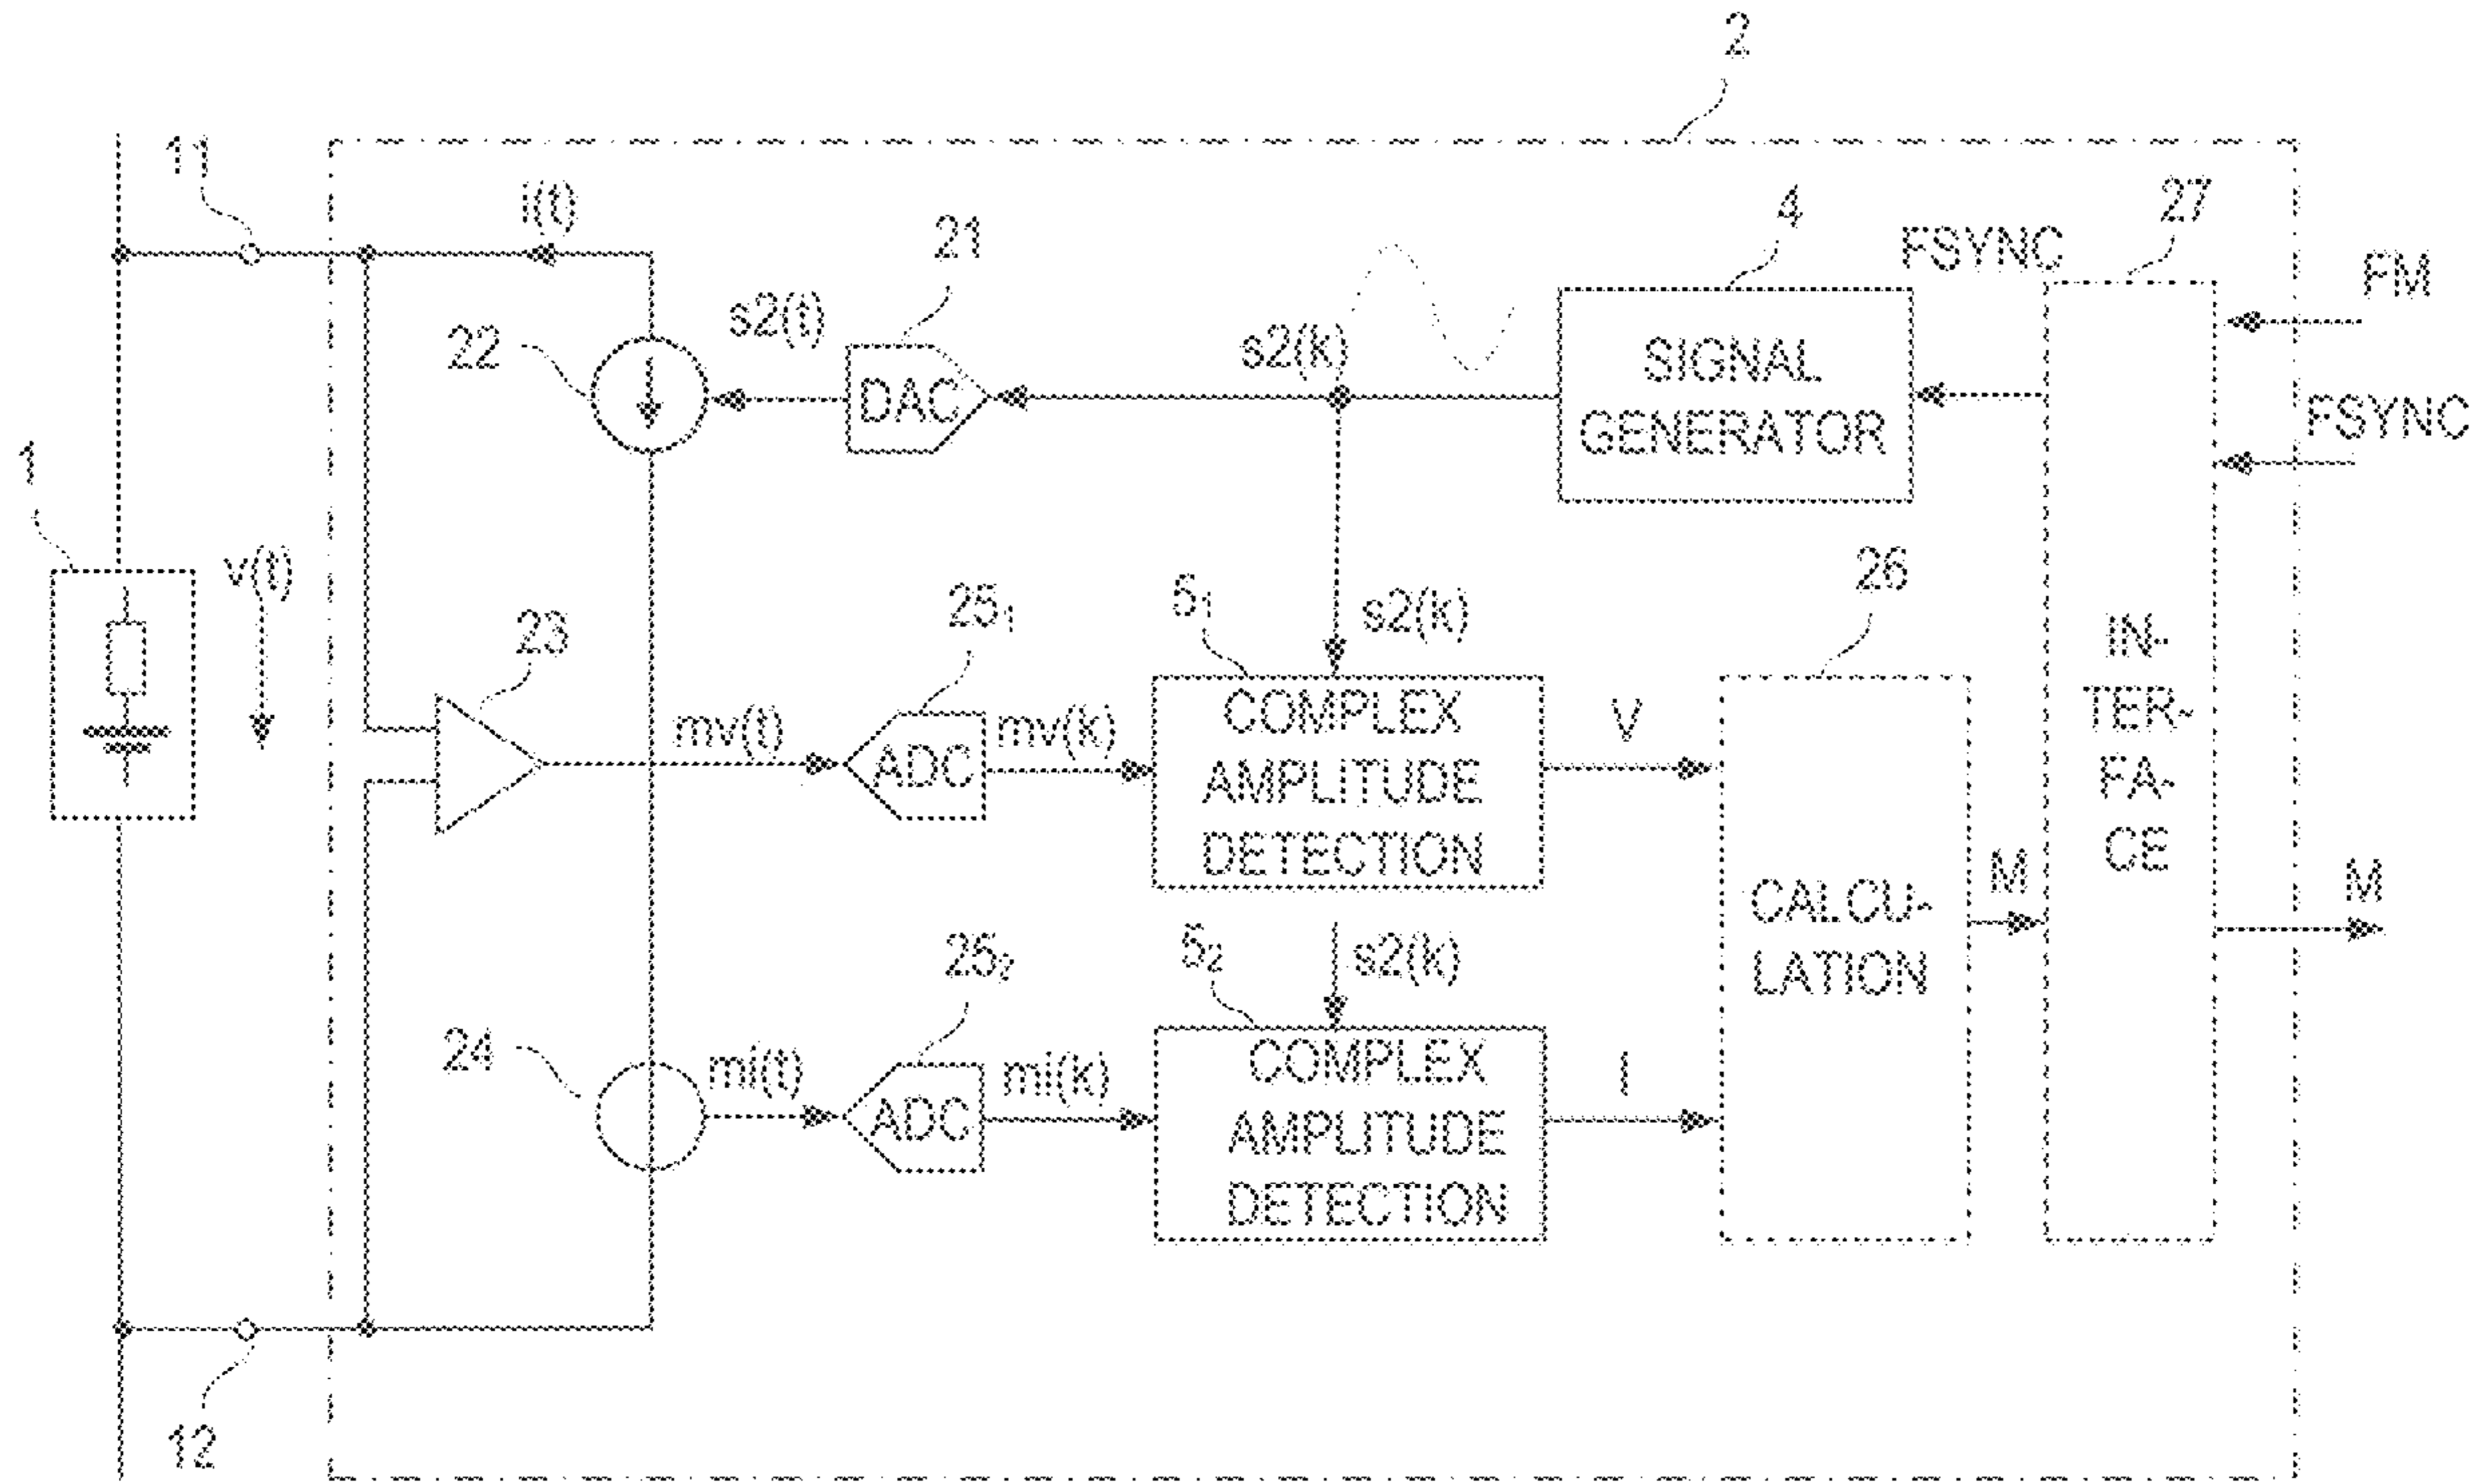 2
11
i(t)
21
4
FSYNC
27
FM
22
s2(t)
s2(k)
DAC
SIGNAL
GENERATOR
FSYNC
1
v(t)
23
25₁
5₁
s2(k)
26
mv(t)
ADC
mv(k)
COMPLEX
AMPLITUDE
DETECTION
V
IN-
TER-
FA-
CE
CALCU-
LATION
M
M
24
25₂
5₂
s2(k)
mi(t)
ADC
mi(k)
COMPLEX
AMPLITUDE
DETECTION
I
12